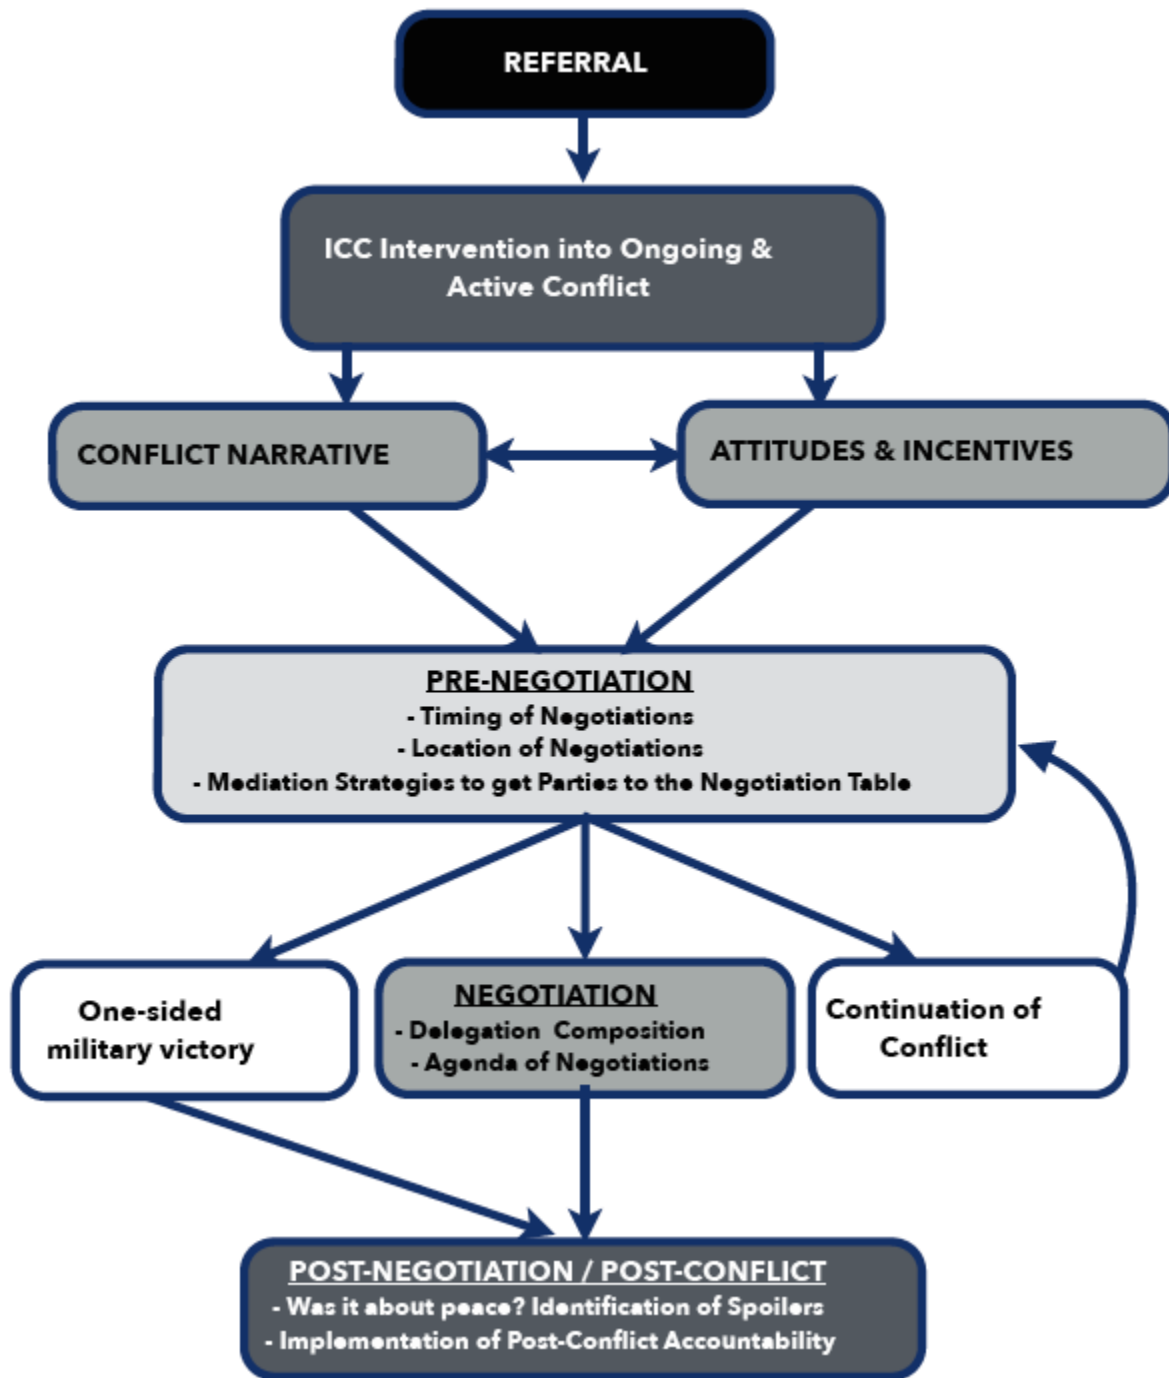 REFERRAL
ICC Intervention into Ongoing &
Active Conflict
CONFLICT NARRATIVE
ATTITUDES & INCENTIVES
PRE-NEGOTIATION
- Timing of Negotiations
- Location of Negotiations
- Mediation Strategies to get Parties to the Negotiation Table
One-sided
military victory
NEGOTIATION
- Delegation Composition
- Agenda of Negotiations
Continuation of
Conflict
POST-NEGOTIATION / POST-CONFLICT
- Was it about peace? Identification of Spoilers
- Implementation of Post-Conflict Accountability